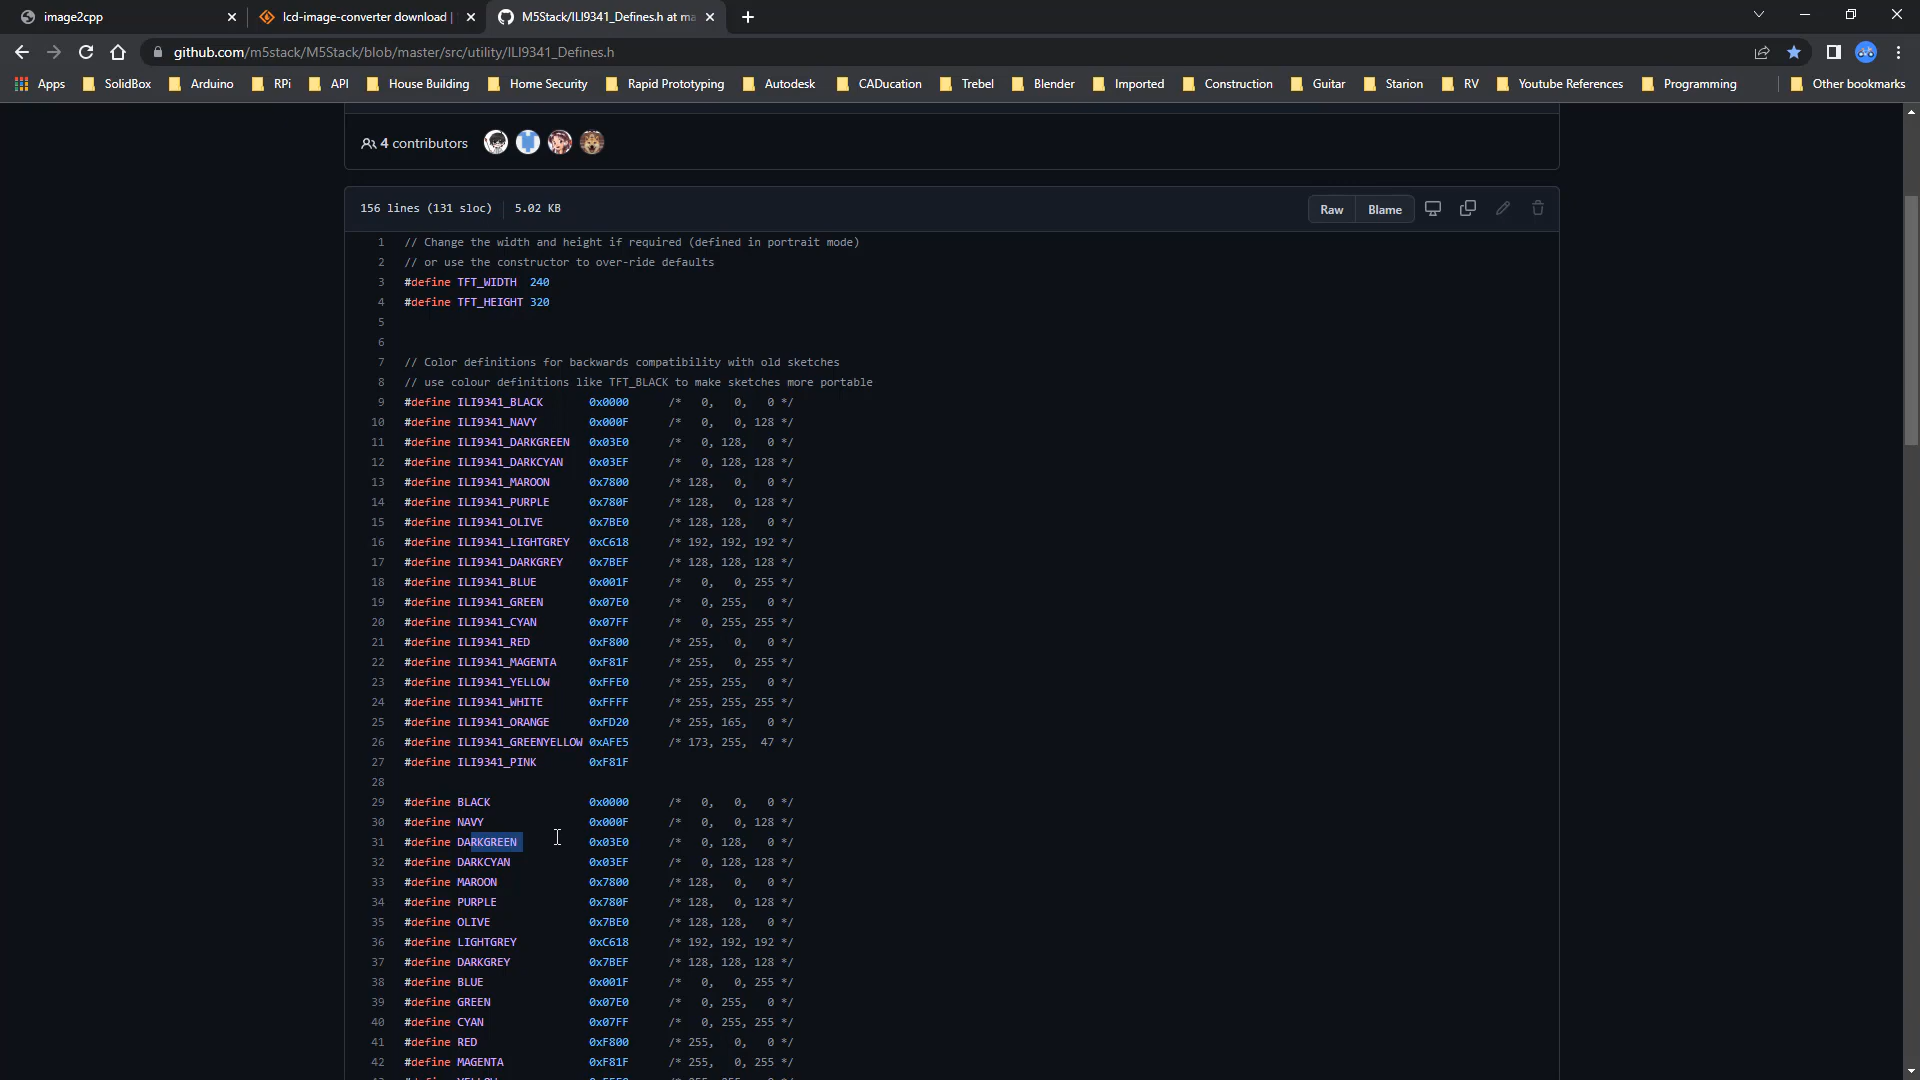 image2cpp
lcd-image-converter download |
M5Stack/ILI9341_Defines.h at ma
github.com/m5stack/M5Stack/blob/master/src/utility/ILI9341_Defines.h
Apps SolidBox Arduino RPi API House Building Home Security Rapid Prototyping Autodesk CADucation Trebel Blender Imported Construction Guitar Starion RV Youtube References Programming Other bookmarks
4 contributors
156 lines (131 sloc) 5.02 KB Raw Blame
1 // Change the width and height if required (defined in portrait mode)
2 // or use the constructor to over-ride defaults
3 #define TFT_WIDTH 240
4 #define TFT_HEIGHT 320
5
6
7 // Color definitions for backwards compatibility with old sketches
8 // use colour definitions like TFT_BLACK to make sketches more portable
9 #define ILI9341_BLACK 0x0000 /* 0, 0, 0 */
10 #define ILI9341_NAVY 0x000F /* 0, 0, 128 */
11 #define ILI9341_DARKGREEN 0x03E0 /* 0, 128, 0 */
12 #define ILI9341_DARKCYAN 0x03EF /* 0, 128, 128 */
13 #define ILI9341_MAROON 0x7800 /* 128, 0, 0 */
14 #define ILI9341_PURPLE 0x780F /* 128, 0, 128 */
15 #define ILI9341_OLIVE 0x7BE0 /* 128, 128, 0 */
16 #define ILI9341_LIGHTGREY 0xC618 /* 192, 192, 192 */
17 #define ILI9341_DARKGREY 0x7BEF /* 128, 128, 128 */
18 #define ILI9341_BLUE 0x001F /* 0, 0, 255 */
19 #define ILI9341_GREEN 0x07E0 /* 0, 255, 0 */
20 #define ILI9341_CYAN 0x07FF /* 0, 255, 255 */
21 #define ILI9341_RED 0xF800 /* 255, 0, 0 */
22 #define ILI9341_MAGENTA 0xF81F /* 255, 0, 255 */
23 #define ILI9341_YELLOW 0xFFE0 /* 255, 255, 0 */
24 #define ILI9341_WHITE 0xFFFF /* 255, 255, 255 */
25 #define ILI9341_ORANGE 0xFD20 /* 255, 165, 0 */
26 #define ILI9341_GREENYELLOW 0xAFE5 /* 173, 255, 47 */
27 #define ILI9341_PINK 0xF81F
28
29 #define BLACK 0x0000 /* 0, 0, 0 */
30 #define NAVY 0x000F /* 0, 0, 128 */
31 #define DARKGREEN 0x03E0 /* 0, 128, 0 */
32 #define DARKCYAN 0x03EF /* 0, 128, 128 */
33 #define MAROON 0x7800 /* 128, 0, 0 */
34 #define PURPLE 0x780F /* 128, 0, 128 */
35 #define OLIVE 0x7BE0 /* 128, 128, 0 */
36 #define LIGHTGREY 0xC618 /* 192, 192, 192 */
37 #define DARKGREY 0x7BEF /* 128, 128, 128 */
38 #define BLUE 0x001F /* 0, 0, 255 */
39 #define GREEN 0x07E0 /* 0, 255, 0 */
40 #define CYAN 0x07FF /* 0, 255, 255 */
41 #define RED 0xF800 /* 255, 0, 0 */
42 #define MAGENTA 0xF81F /* 255, 0, 255 */